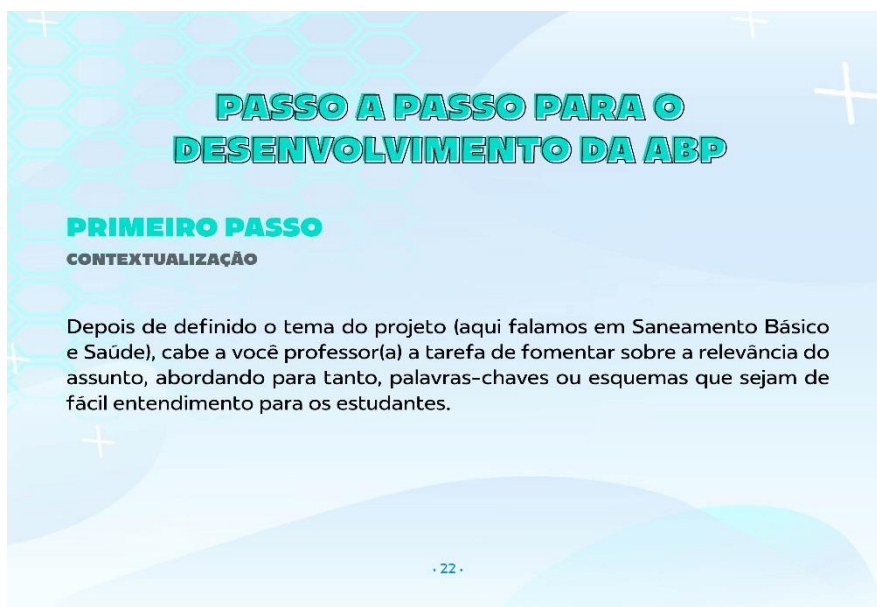 PASSO A PASSO PARA O
DESENVOLVIMENTO DA ABP
PRIMEIRO PASSO
CONTEXTUALIZAÇÃO
Depois de definido o tema do projeto (aqui falamos em Saneamento Básico
e Saúde), cabe a você professor(a) a tarefa de fomentar sobre a relevância do
assunto, abordando para tanto, palavras-chaves ou esquemas que sejam de
fácil entendimento para os estudantes.
• 22 •